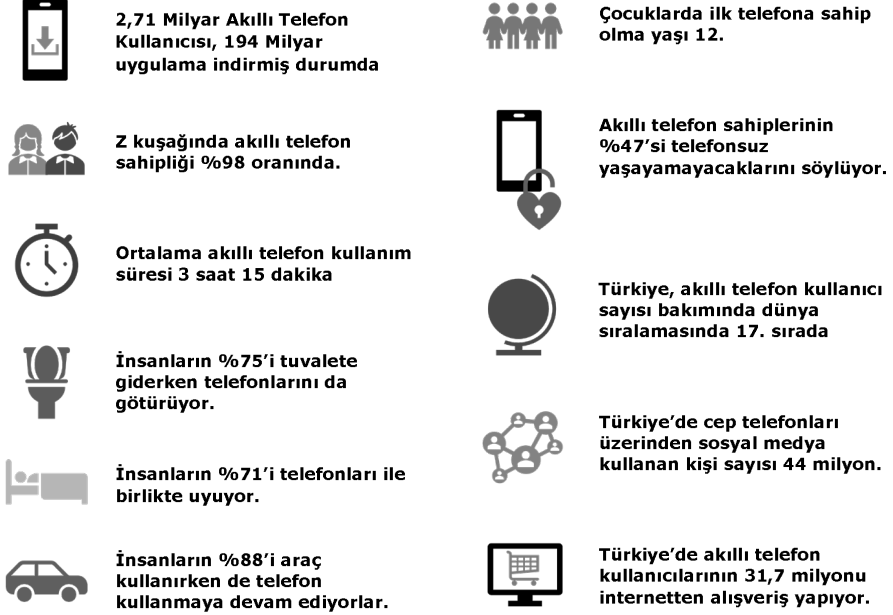 2,71 Milyar Akıllı Telefon
Kullanıcısı, 194 Milyar
uygulama indirmiş durumda
Z kuşağında akıllı telefon
sahipliği %98 oranında.
Ortalama akıllı telefon kullanım
süresi 3 saat 15 dakika
İnsanların %75’i tuvalete
giderken telefonlarını da
götürüyor.
İnsanların %71’i telefonları ile
birlikte uyuyor.
İnsanların %88’i araç
kullanırken de telefon
kullanmaya devam ediyorlar.
Çocuklarda ilk telefona sahip
olma yaşı 12.
Akıllı telefon sahiplerinin
%47’si telefonsuz
yaşayamayacaklarını söylüyor.
Türkiye, akıllı telefon kullanıcı
sayısı bakımında dünya
sıralamasında 17. sırada
Türkiye’de cep telefonları
üzerinden sosyal medya
kullanan kişi sayısı 44 milyon.
Türkiye’de akıllı telefon
kullanıcılarının 31,7 milyonu
internetten alışveriş yapıyor.